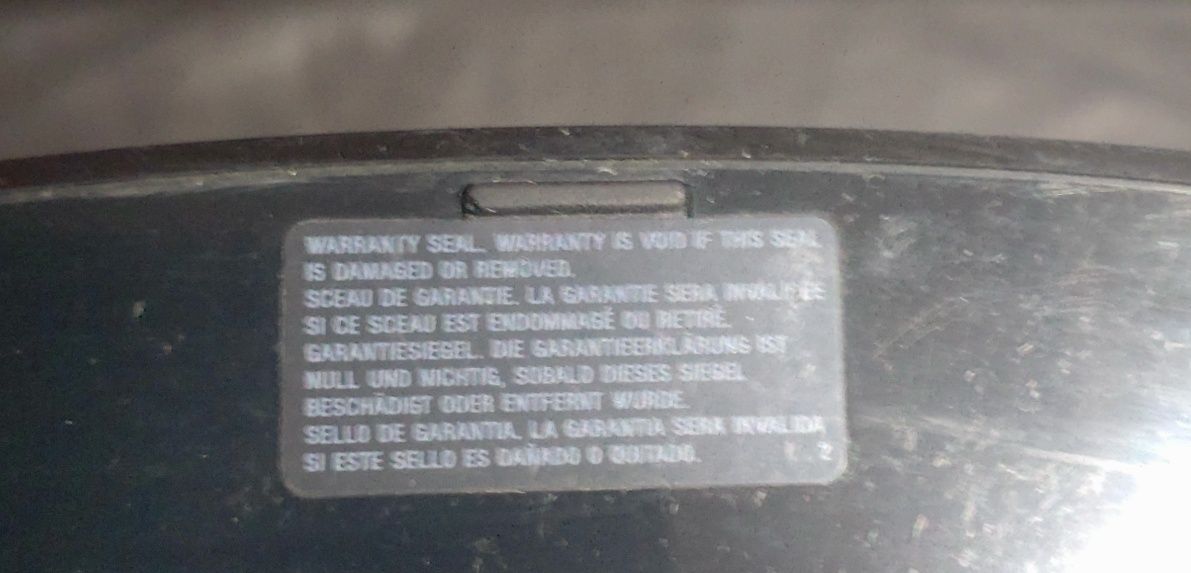 WARRANTY SEAL. WARRANTY IS VOID IF THIS SEAL
IS DAMAGED OR REMOVED.
SCEAU DE GARANTIE. LA GARANTIE SERA INVALIDÉE
SI CE SCEAU EST ENDOMMAGÉ OU RETIRÉ.
GARANTIESIEGEL. DIE GARANTIEERKLÄRUNG IST
NULL UND NICHTIG, SOBALD DIESES SIEGEL
BESCHÄDIGT ODER ENTFERNT WURDE.
SELLO DE GARANTIA. LA GARANTIA SERA INVALIDA
SI ESTE SELLO ES DAÑADO O QUITADO.